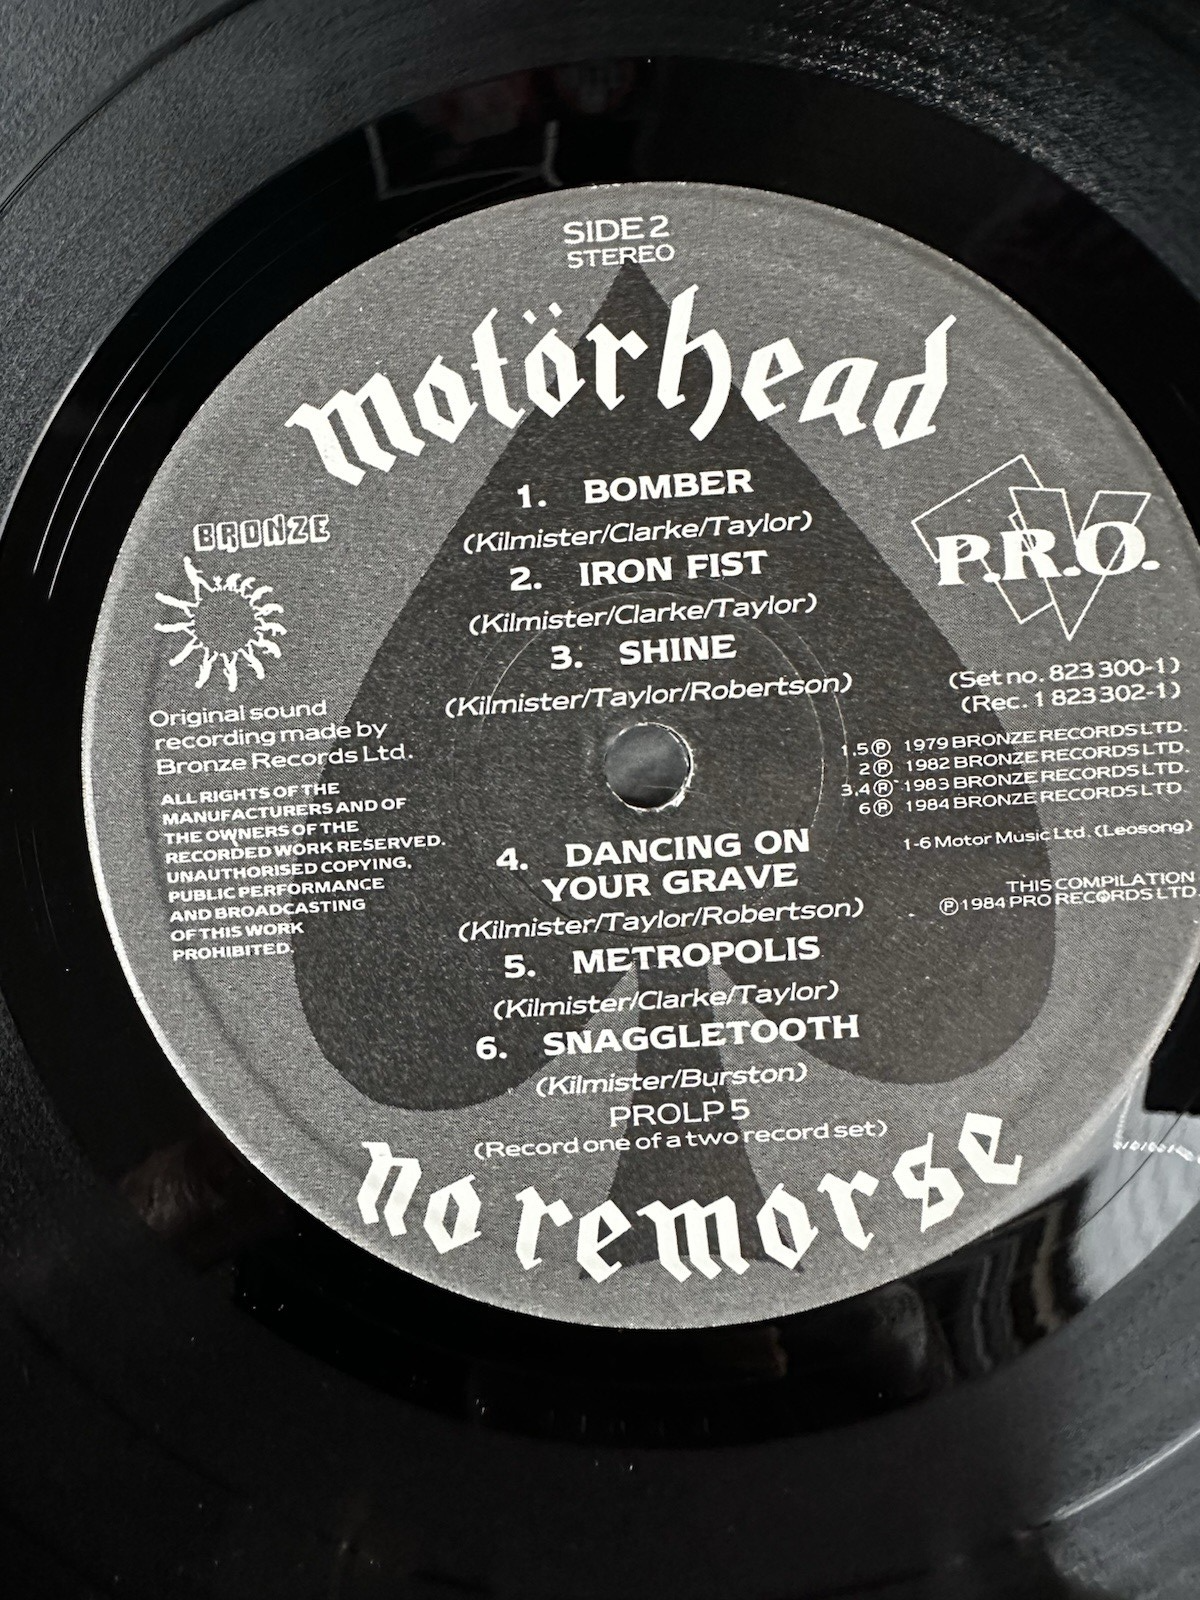 SIDE 2
STEREO
motörhead
1. BOMBER
(Kilmister/Clarke/Taylor)
2. IRON FIST
(Kilmister/Clarke/Taylor)
3. SHINE
(Kilmister/Taylor/Robertson)
BRONZE
Original sound
recording made by
Bronze Records Ltd.
ALL RIGHTS OF THE
MANUFACTURERS AND OF
THE OWNERS OF THE
RECORDED WORK RESERVED.
UNAUTHORISED COPYING,
PUBLIC PERFORMANCE
AND BROADCASTING
OF THIS WORK
PROHIBITED.
P.R.O.
(Set no. 823 300-1)
(Rec. 1 823 302-1)
1.5 ℗ 1979 BRONZE RECORDS LTD.
2 ℗ 1982 BRONZE RECORDS LTD.
3,4 ℗ 1983 BRONZE RECORDS LTD.
6 ℗ 1984 BRONZE RECORDS LTD.
1-6 Motor Music Ltd. (Leosong)
THIS COMPILATION
℗ 1984 PRO RECORDS LTD.
4. DANCING ON
YOUR GRAVE
(Kilmister/Taylor/Robertson)
5. METROPOLIS
(Kilmister/Clarke/Taylor)
6. SNAGGLETOOTH
(Kilmister/Burston)
PROLP 5
(Record one of a two record set)
no remorse